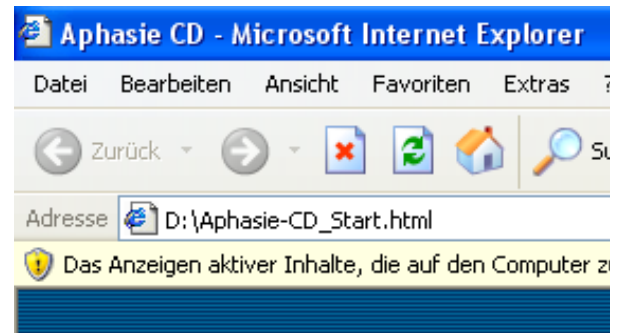 Aphasie CD - Microsoft Internet Explorer
Datei Bearbeiten Ansicht Favoriten Extras ?
Zurück
Adresse D:\Aphasie-CD_Start.html
Das Anzeigen aktiver Inhalte, die auf den Computer